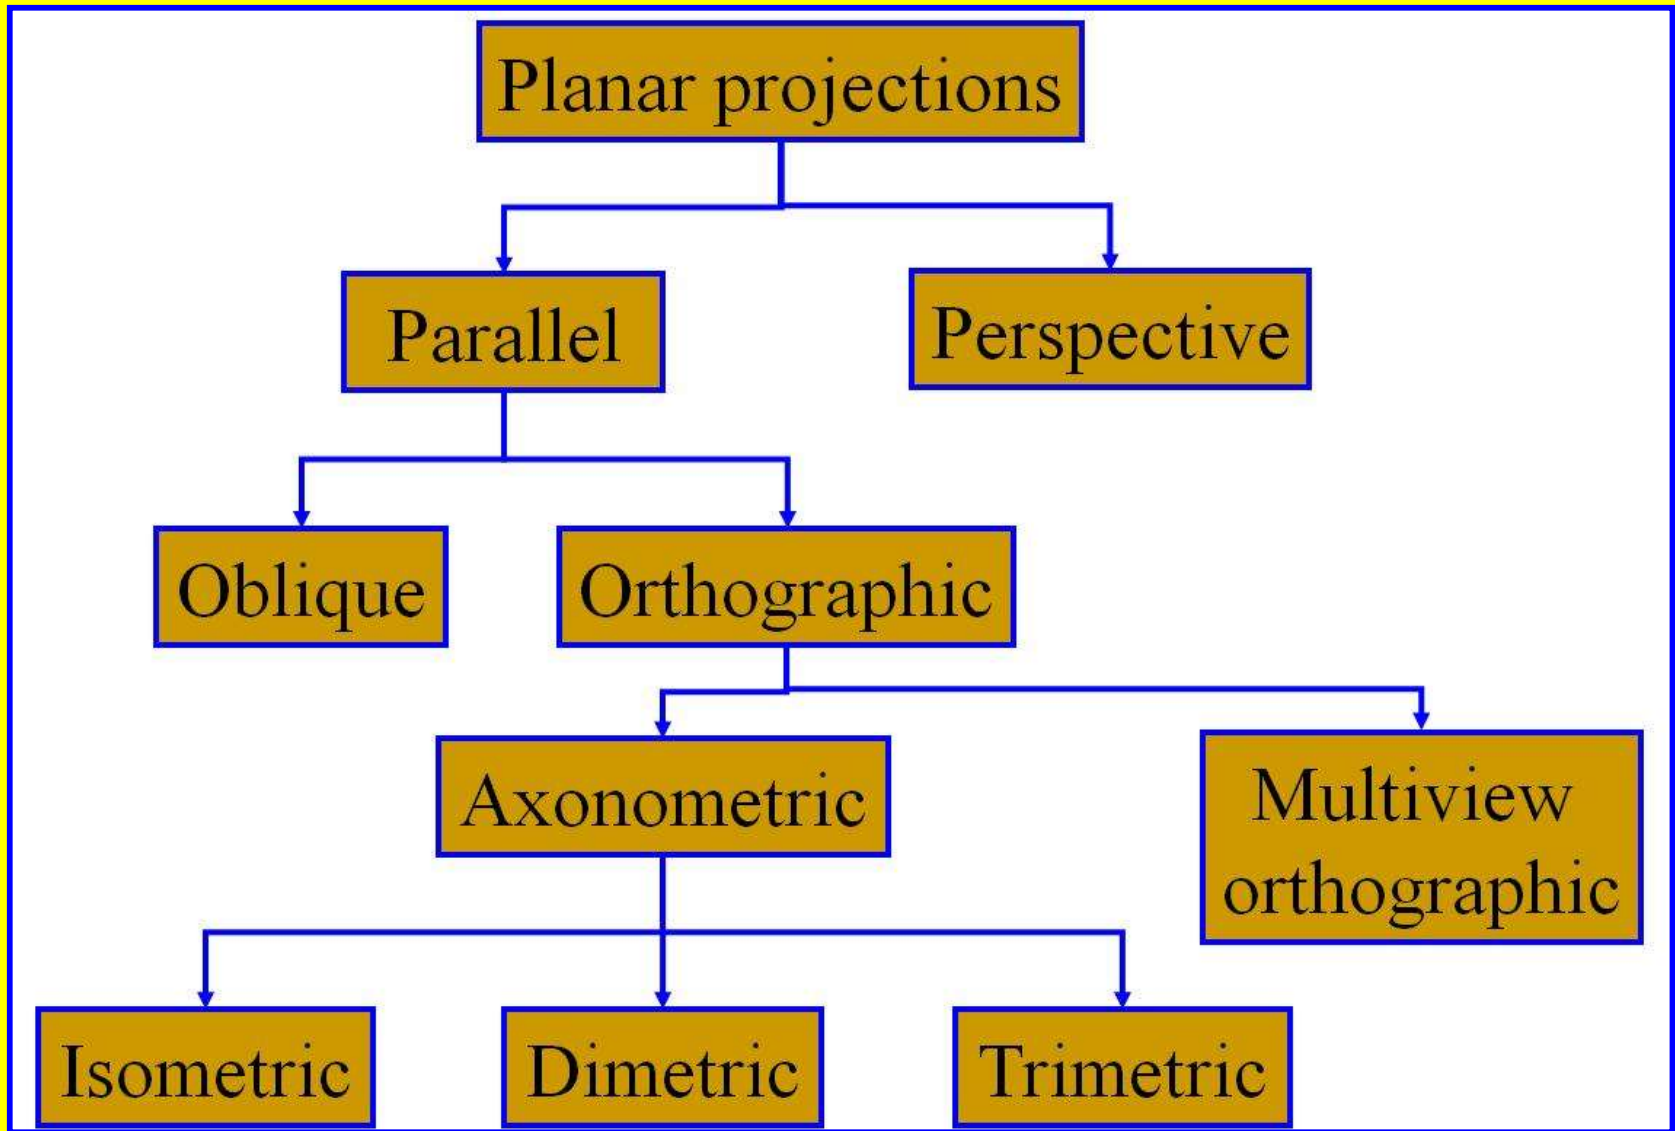 Planar projections
Parallel
Perspective
Oblique
Orthographic
Axonometric
Multiview
orthographic
Isometric
Dimetric
Trimetric